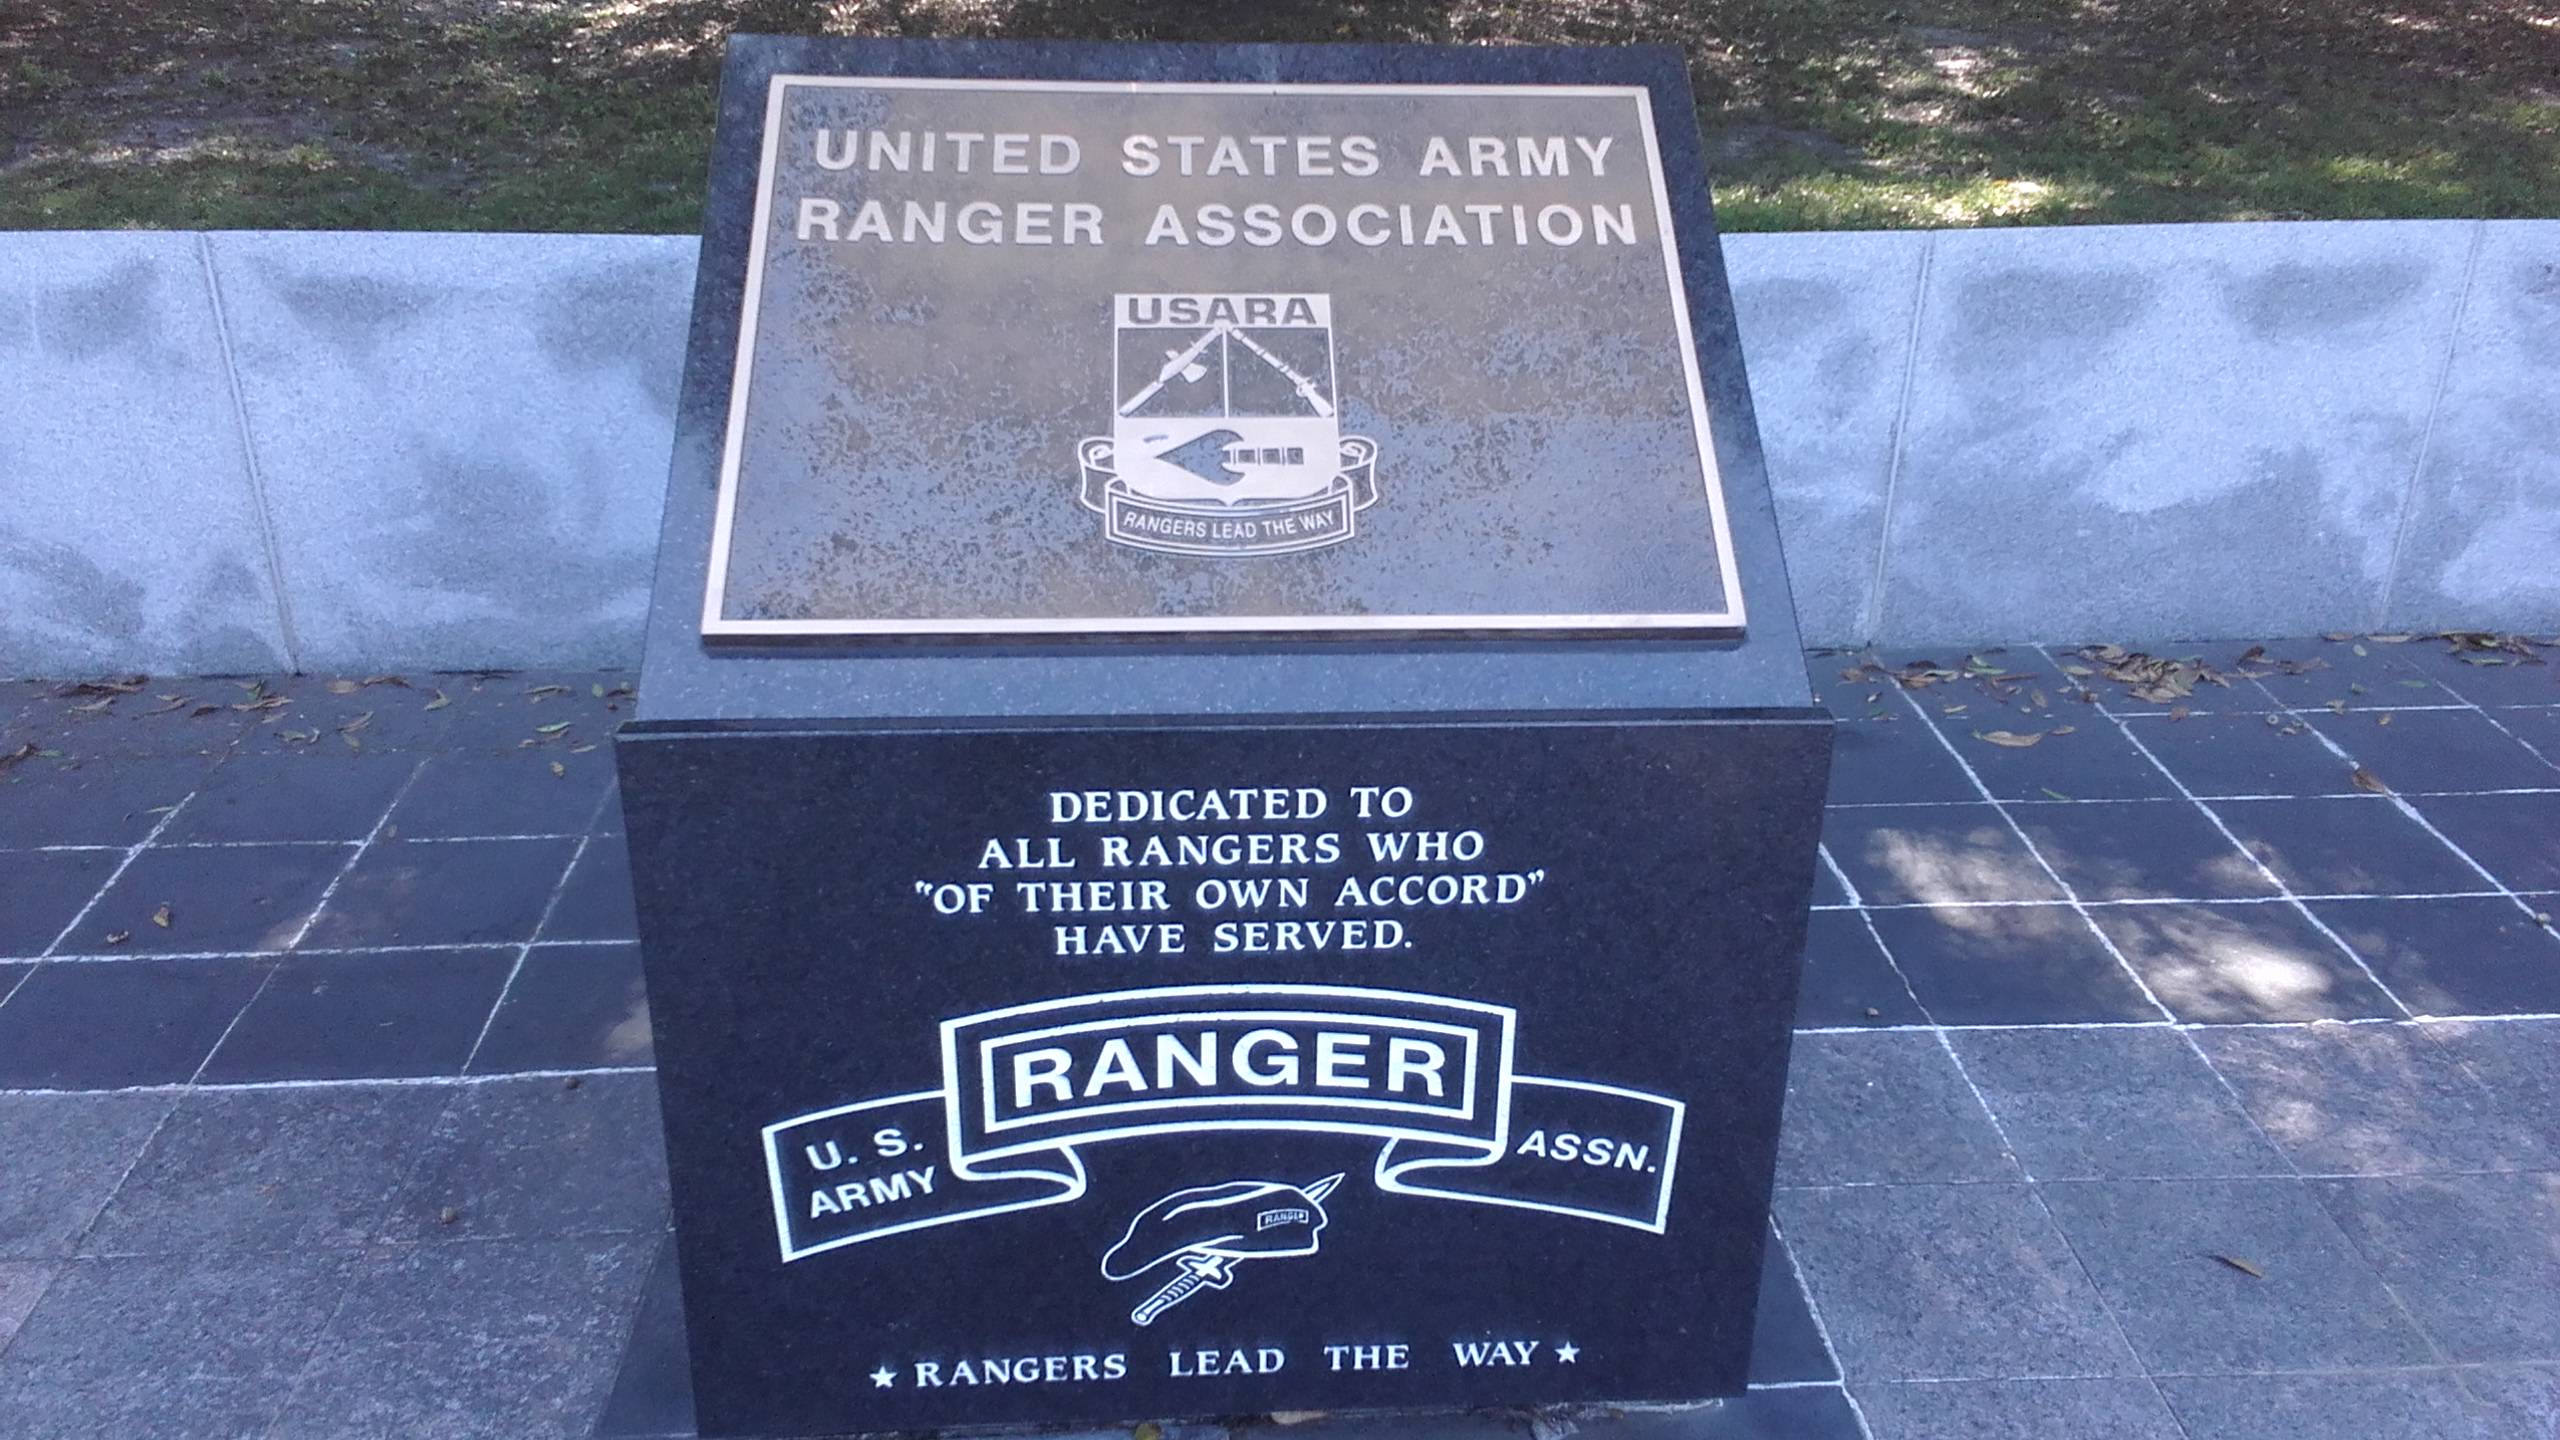 UNITED STATES ARMY
RANGER ASSOCIATION
USARA
RANGERS LEAD THE WAY
DEDICATED TO
ALL RANGERS WHO
"OF THEIR OWN ACCORD"
HAVE SERVED.
RANGER
U. S.
ARMY
ASSN.
RANGER
★ RANGERS LEAD THE WAY ★